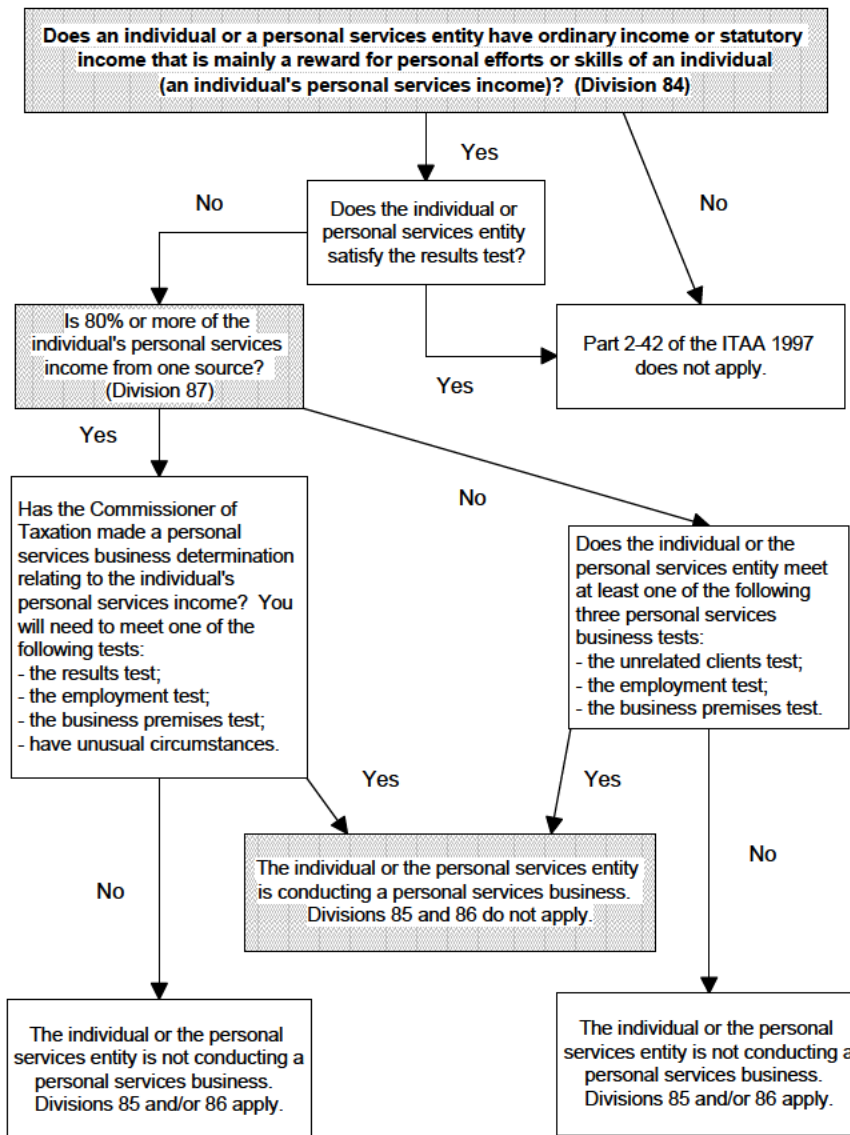 Does an individual or a personal services entity have ordinary income or statutory
income that is mainly a reward for personal efforts or skills of an individual
(an individual's personal services income)? (Division 84)
Yes
No
No
Does the individual or
personal services entity
satisfy the results test?
Is 80% or more of the
individual's personal services
income from one source?
(Division 87)
Part 2-42 of the ITAA 1997
does not apply.
Yes
Yes
No
Has the Commissioner of
Taxation made a personal
services business determination
relating to the individual's
personal services income? You
will need to meet one of the
following tests:
- the results test;
- the employment test;
- the business premises test;
- have unusual circumstances.
Does the individual or the
personal services entity meet
at least one of the following
three personal services
business tests:
- the unrelated clients test;
- the employment test;
- the business premises test.
Yes
Yes
No
No
The individual or the personal services entity
is conducting a personal services business.
Divisions 85 and 86 do not apply.
The individual or the personal
services entity is not conducting a
personal services business.
Divisions 85 and/or 86 apply.
The individual or the personal
services entity is not conducting a
personal services business.
Divisions 85 and/or 86 apply.